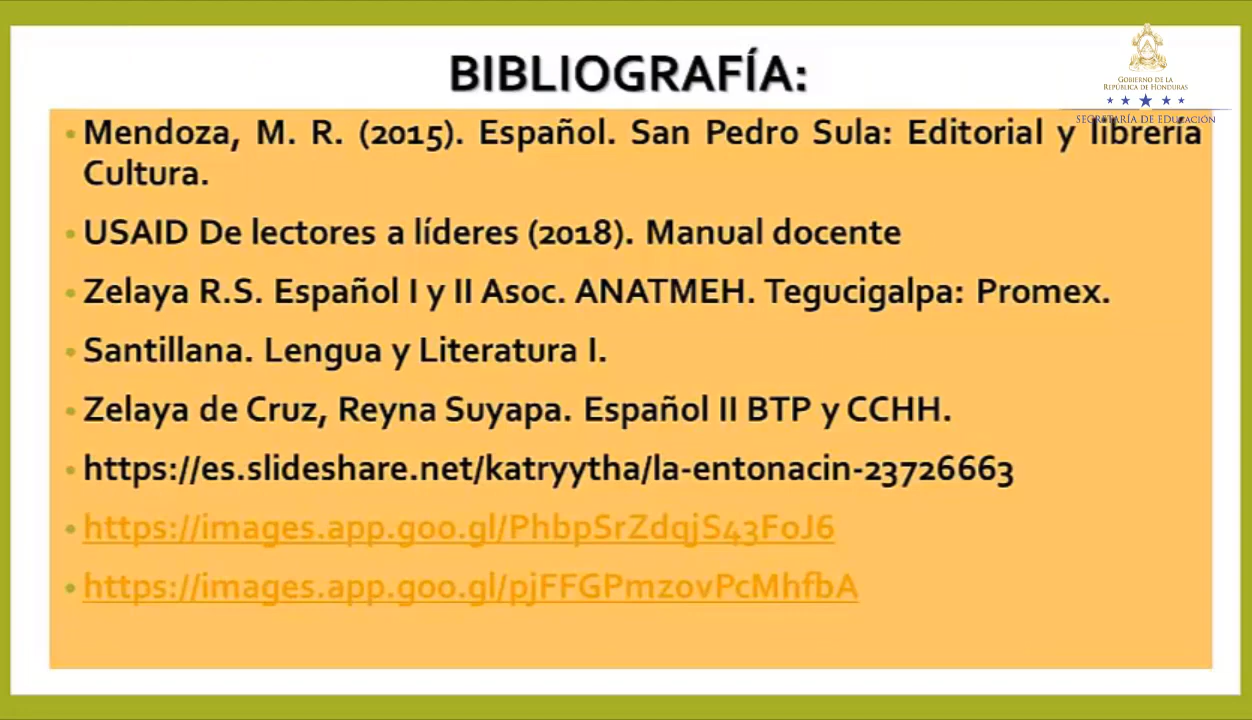 BIBLIOGRAFÍA:
GOBIERNO DE LA
REPÚBLICA DE HONDURAS
SECRETARÍA DE EDUCACIÓN
• Mendoza, M. R. (2015). Español. San Pedro Sula: Editorial y librería
Cultura.
• USAID De lectores a líderes (2018). Manual docente
• Zelaya R.S. Español I y II Asoc. ANATMEH. Tegucigalpa: Promex.
• Santillana. Lengua y Literatura I.
• Zelaya de Cruz, Reyna Suyapa. Español II BTP y CCHH.
• https://es.slideshare.net/katryytha/la-entonacin-23726663
• https://images.app.goo.gl/PhbpSrZdqjS43FoJ6
• https://images.app.goo.gl/pjFFGPmzovPcMhfbA